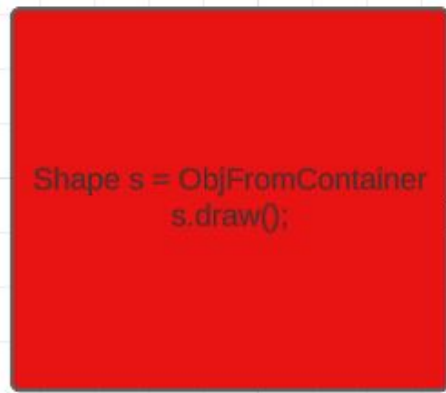 Shape s = ObjFromContainer
s.draw();